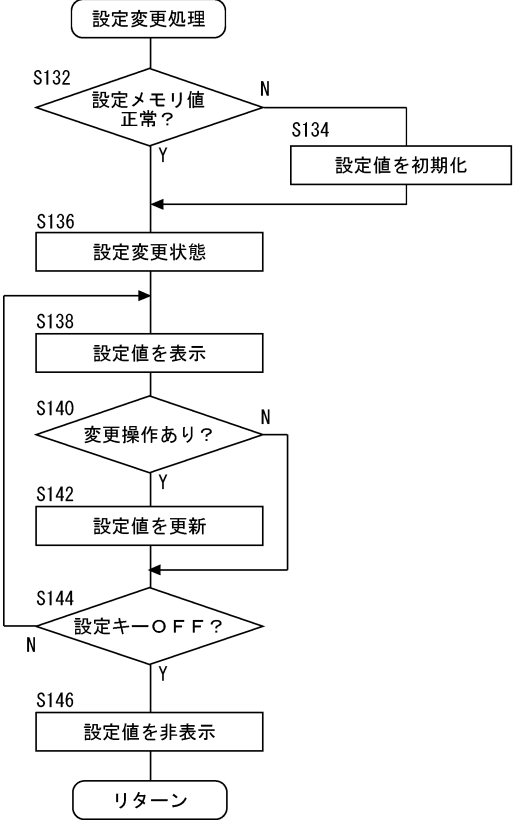 設定変更処理
S132
設定メモリ値
正常？
N
Y
S134
設定値を初期化
S136
設定変更状態
S138
設定値を表示
S140
変更操作あり？
N
Y
S142
設定値を更新
S144
設定キーＯＦＦ？
N
Y
S146
設定値を非表示
リターン